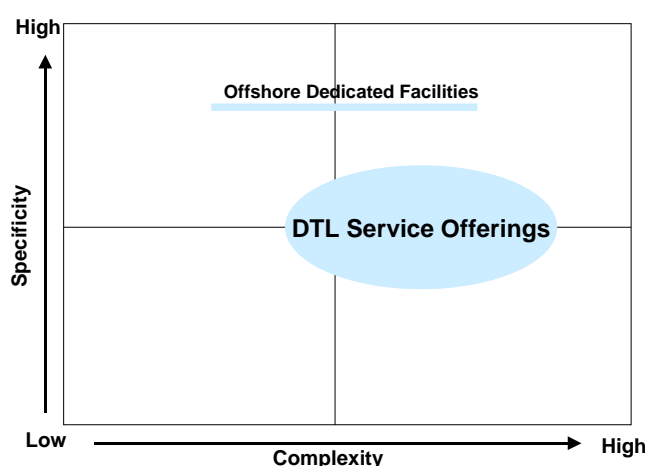 High
Offshore Dedicated Facilities
DTL Service Offerings
Specificity
Low
High
Complexity